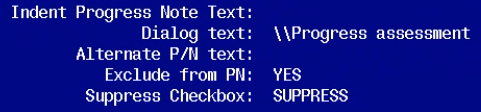 Indent Progress Note Text:
Dialog text: \\Progress assessment
Alternate P/N text:
Exclude from PN: YES
Suppress Checkbox: SUPPRESS